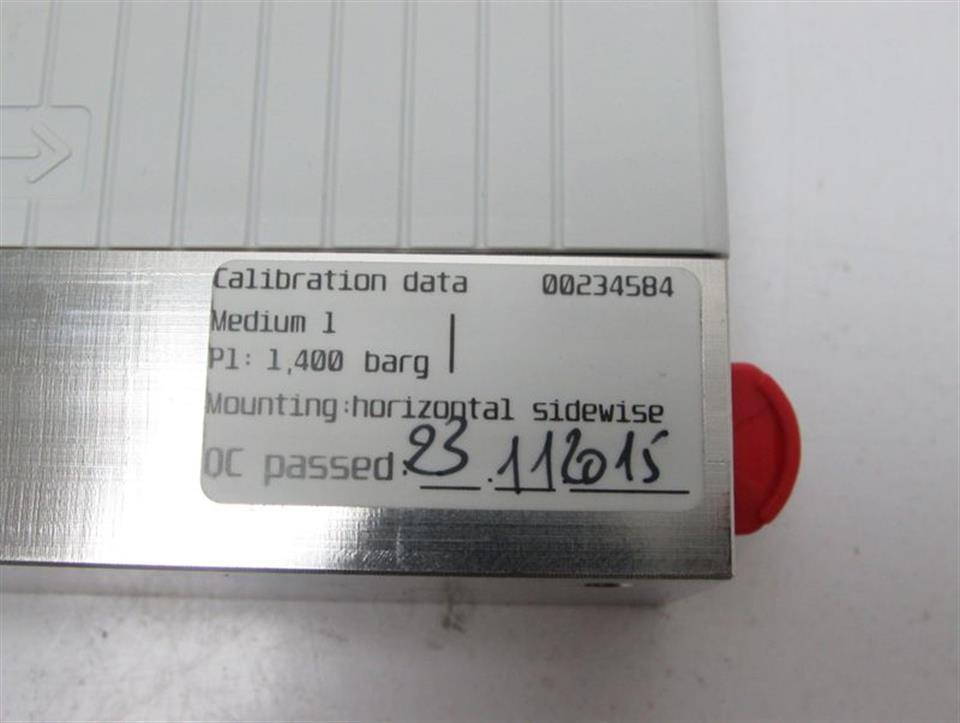 Calibration data 00234584
Medium 1
P1: 1,400 barg
Mounting:horizontal sidewise
QC passed: 23.11.2015